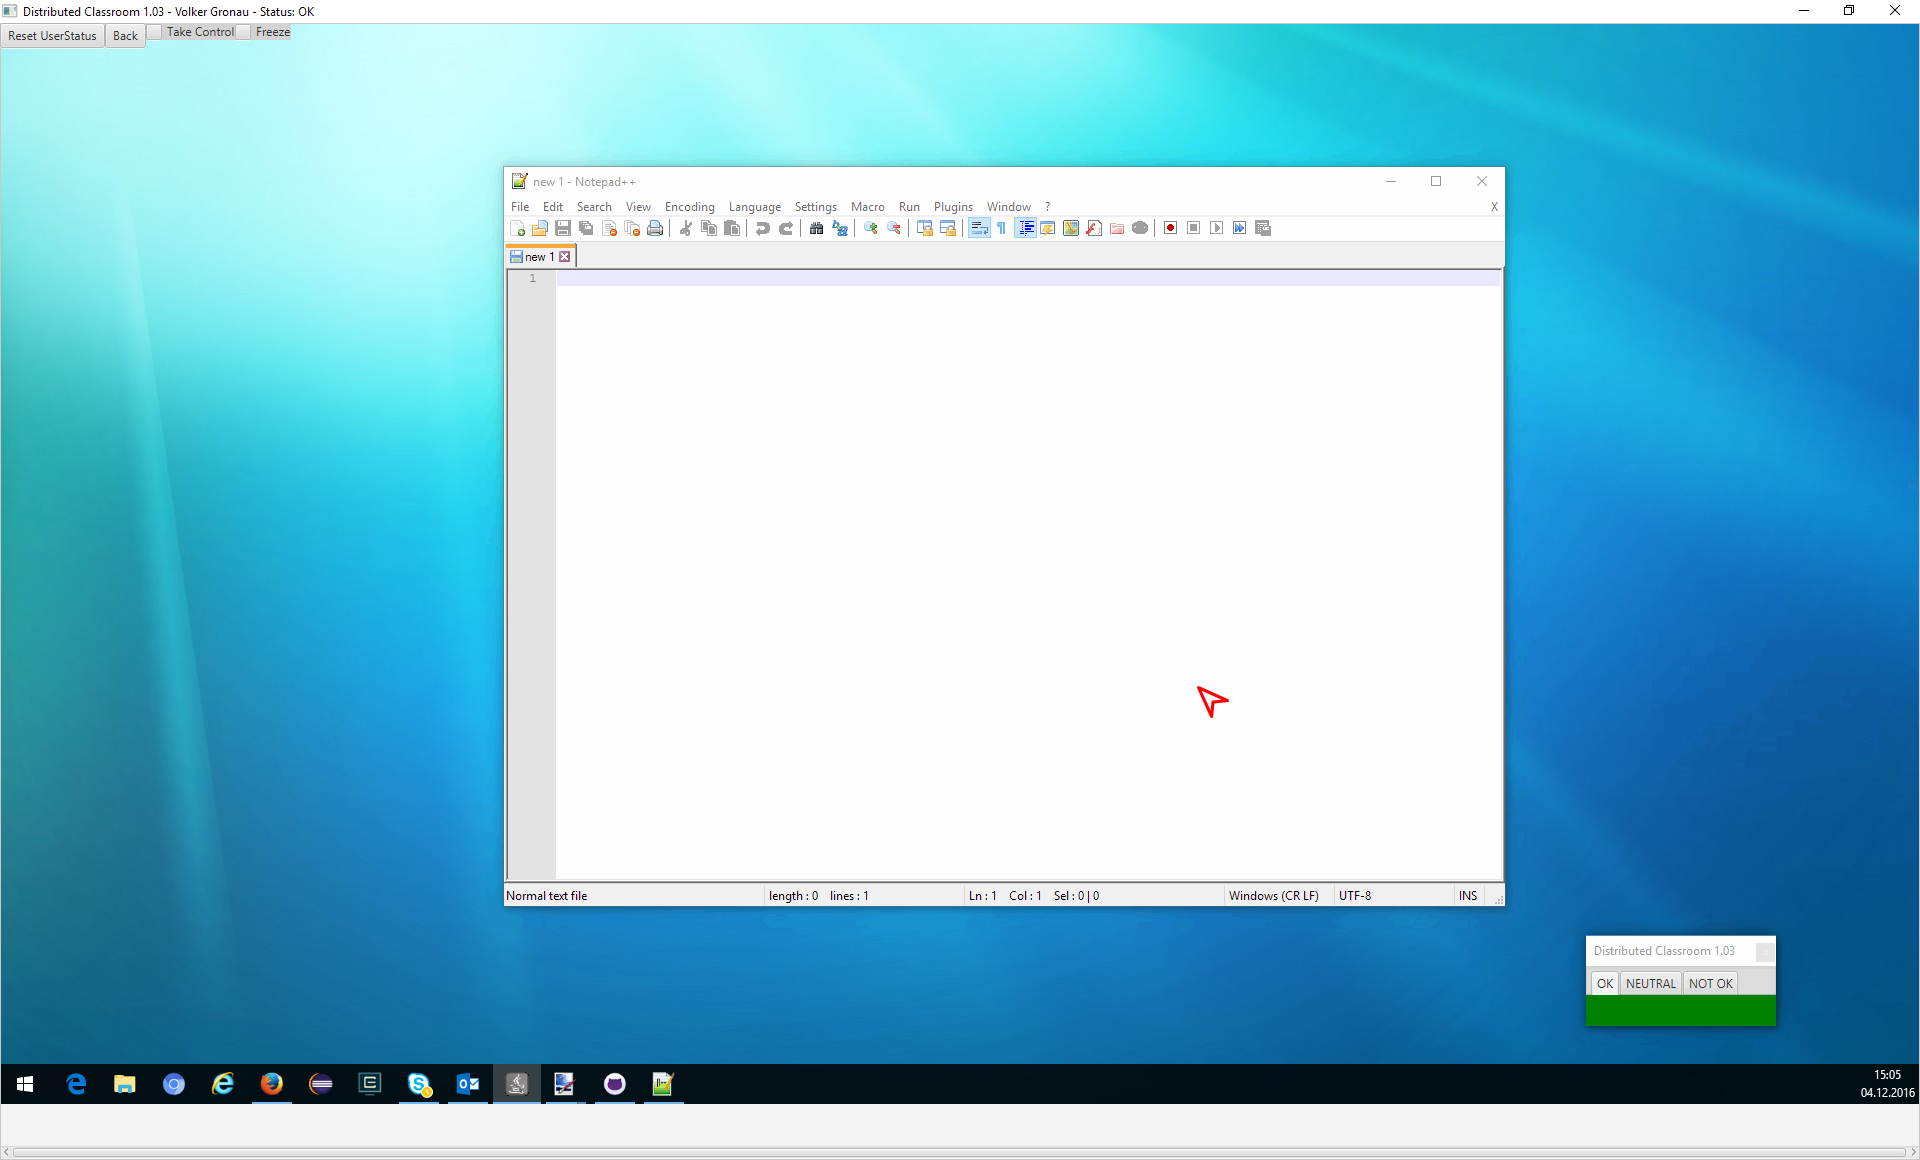 Distributed Classroom 1.03 - Volker Gronau - Status: OK
Reset UserStatus Back Take Control Freeze
new 1 - Notepad++
File Edit Search View Encoding Language Settings Macro Run Plugins Window ? X
new 1
1
Normal text file length : 0 lines : 1 Ln : 1 Col : 1 Sel : 0 | 0 Windows (CR LF) UTF-8 INS
Distributed Classroom 1.03
OK NEUTRAL NOT OK
15:05
04.12.2016